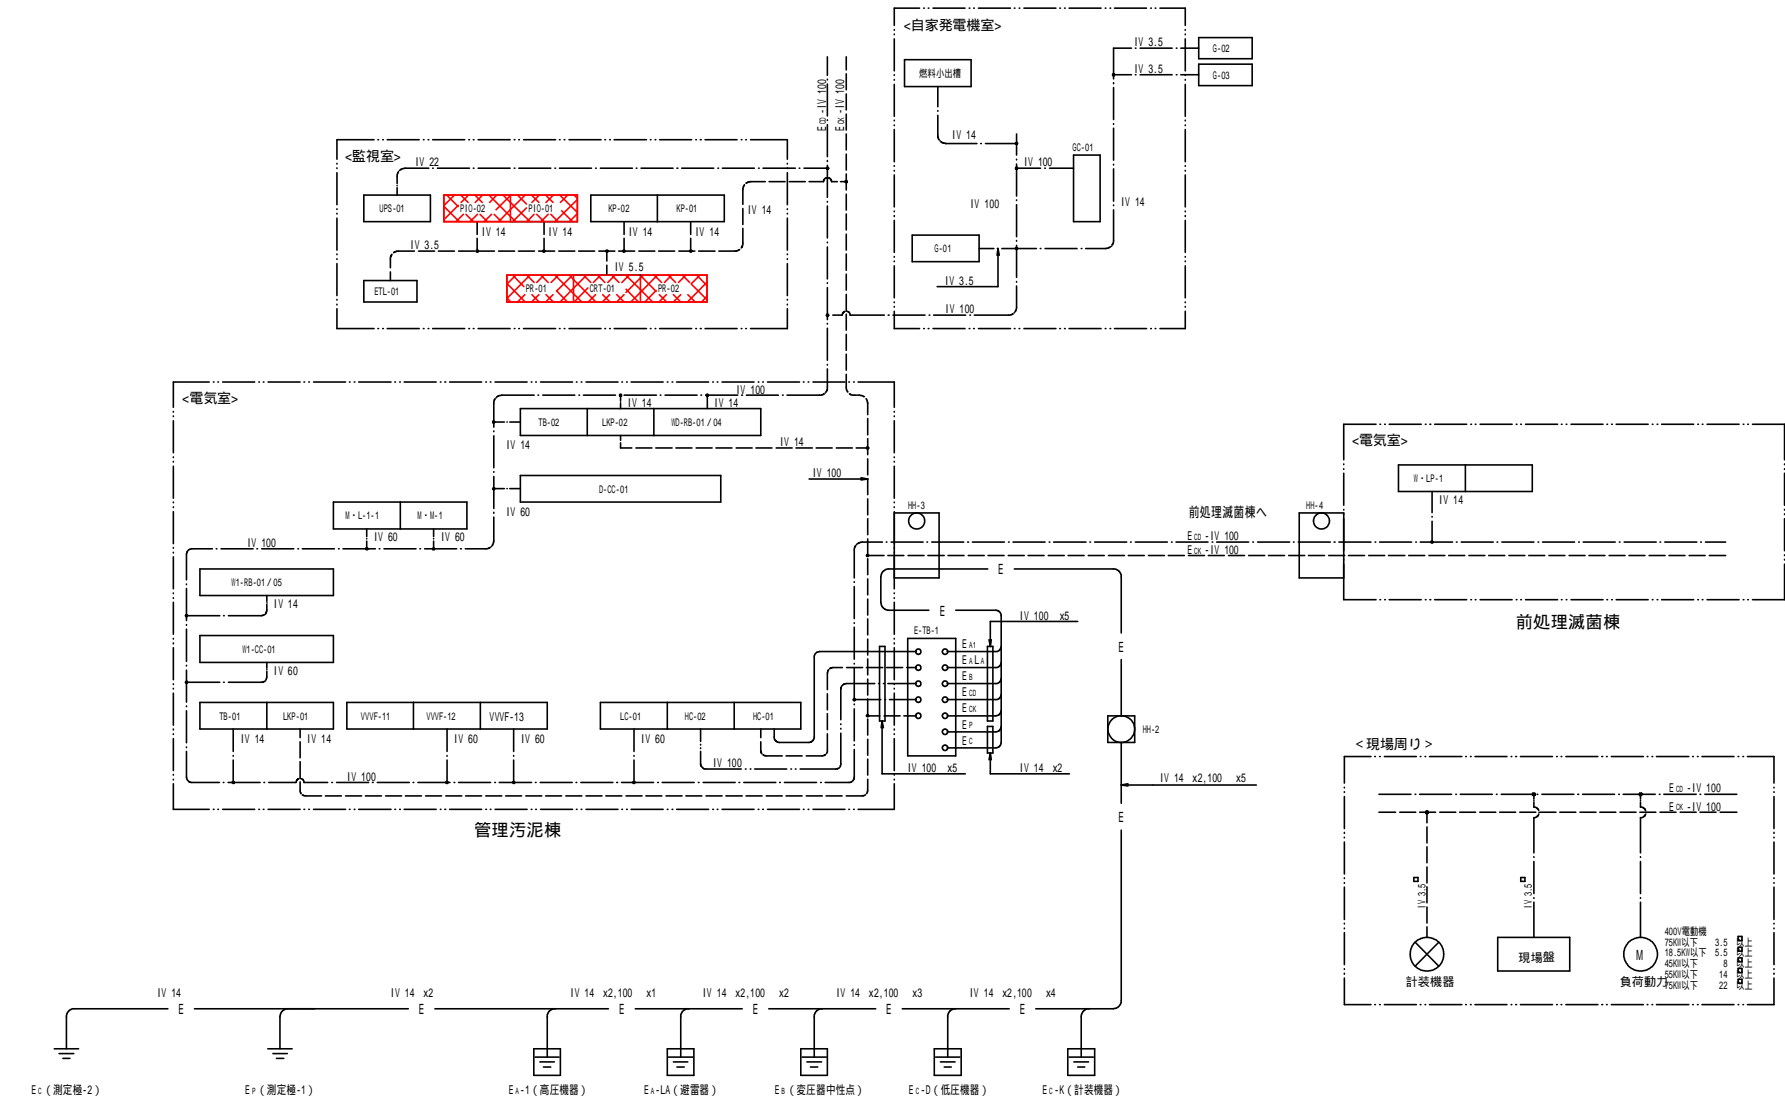 <自家発電機室>
IV 3.5
G-02
IV 3.5
G-03
燃料小出槽
IV 14
GC-01
IV 100
IV 100
IV 14
G-01
IV 3.5
IV 100
ECD -IV 100
ECK -IV 100
<監視室>
IV 22
UPS-01
PIO-02
PIO-01
KP-02
KP-01
IV 14
IV 14
IV 14
IV 14
IV 14
IV 3.5
IV 5.5
ETL-01
PR-01
CRT-01
PR-02
<電気室>
IV 100
IV 14
IV 14
TB-02
LKP-02
WD-RB-01/04
IV 14
IV 14
IV 100
D-CC-01
IV 60
M・L-1-1
M・M-1
IV 60
IV 60
IV 100
W1-RB-01/05
IV 14
W1-CC-01
IV 60
TB-01
LKP-01
VVVF-11
VVVF-12
VVVF-13
LC-01
HC-02
HC-01
IV 14
IV 14
IV 60
IV 60
IV 60
IV 100
IV 100
管理汚泥棟
HH-3
E
E
IV 100 x5
E-TB-1
EA1
EALA
EB
ECD
ECK
EP
EC
IV 100 x5
IV 14 x2
E
HH-2
IV 14 x2,100 x5
E
前処理滅菌棟へ
ECD -IV 100
ECK -IV 100
HH-4
<電気室>
W・LP-1
IV 14
前処理滅菌棟
<現場周り>
ECD -IV 100
ECK -IV 100
IV 3.5
IV 3.5
計装機器
現場盤
M
負荷動力
400V電動機
75KW以下 3.5 以上
18.5KW以下 5.5 以上
45KW以下 8 以上
55KW以下 14 以上
75KW以下 22 以上
IV 14
IV 14 x2
IV 14 x2,100 x1
IV 14 x2,100 x2
IV 14 x2,100 x3
IV 14 x2,100 x4
E
E
E
E
E
E
EC(測定極-2)
EP(測定極-1)
EA-1(高圧機器)
EA-LA(避雷器)
EB(変圧器中性点)
EC-D(低圧機器)
EC-K(計装機器)